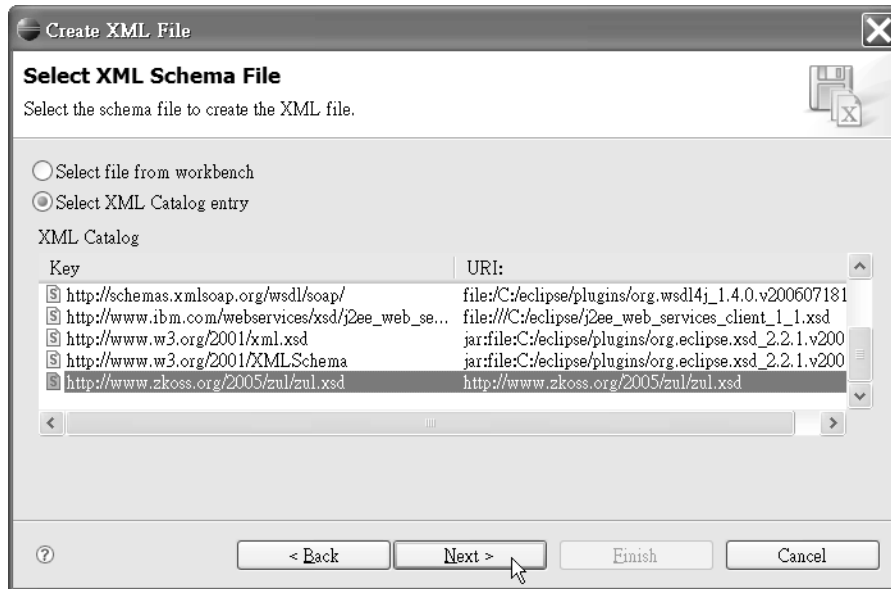 Create XML File
Select XML Schema File
Select the schema file to create the XML file.
Select file from workbench
Select XML Catalog entry
XML Catalog
Key URI:
http://schemas.xmlsoap.org/wsdl/soap/ file:/C:/eclipse/plugins/org.wsdl4j_1.4.0.v200607181
http://www.ibm.com/webservices/xsd/j2ee_web_se... file:///C:/eclipse/j2ee_web_services_client_1_1.xsd
http://www.w3.org/2001/xml.xsd jar:file:C:/eclipse/plugins/org.eclipse.xsd_2.2.1.v200
http://www.w3.org/2001/XMLSchema jar:file:C:/eclipse/plugins/org.eclipse.xsd_2.2.1.v200
http://www.zkoss.org/2005/zul/zul.xsd http://www.zkoss.org/2005/zul/zul.xsd
< Back Next > Finish Cancel